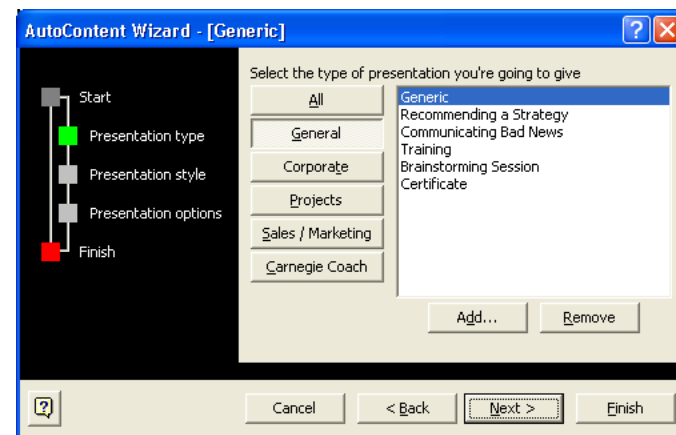 AutoContent Wizard - [Generic]
Start
Presentation type
Presentation style
Presentation options
Finish
Select the type of presentation you're going to give
All
General
Corporate
Projects
Sales / Marketing
Carnegie Coach
Generic
Recommending a Strategy
Communicating Bad News
Training
Brainstorming Session
Certificate
Add... Remove
Cancel < Back Next > Finish